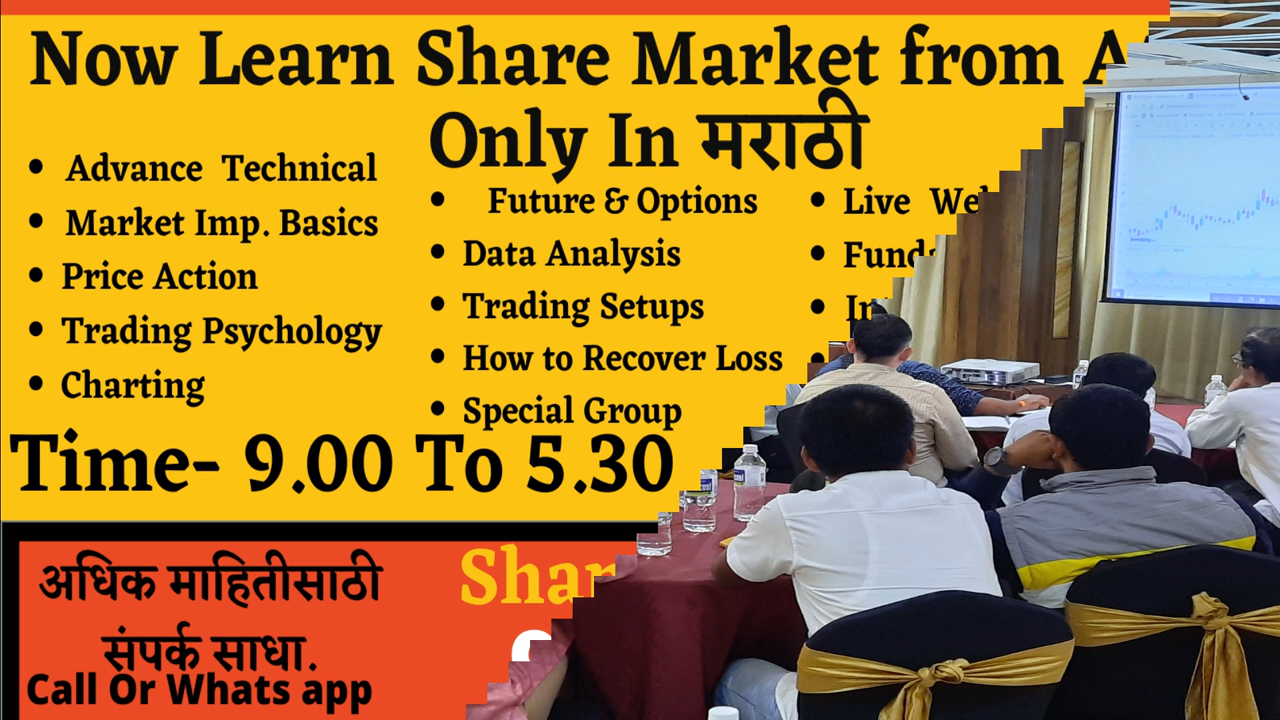 Now Learn Share Market from
Only In मराठी
• Advance Technical
• Market Imp. Basics
• Price Action
• Trading Psychology
• Charting
• Future & Options
• Data Analysis
• Trading Setups
• How to Recover Loss
• Special Group
• Live
Time- 9.00 To 5.30
अधिक माहितीसाठी
संपर्क साधा.
Call Or Whats app